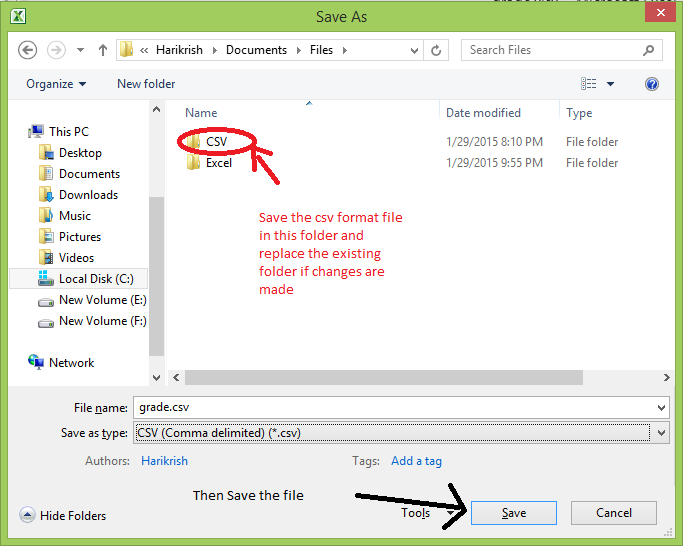 Save As
« Harikrish Documents Files
Search Files
Organize New folder
Name Date modified Type
This PC
Desktop
Documents
Downloads
Music
Pictures
Videos
Local Disk (C:)
New Volume (E:)
New Volume (F:)
Network
CSV 1/29/2015 8:10 PM File folder
Excel 1/29/2015 9:55 PM File folder
Save the csv format file
in this folder and
replace the existing
folder if changes are
made
File name: grade.csv
Save as type: CSV (Comma delimited) (*.csv)
Authors: Harikrish Tags: Add a tag
Then Save the file
Hide Folders Tools Save Cancel